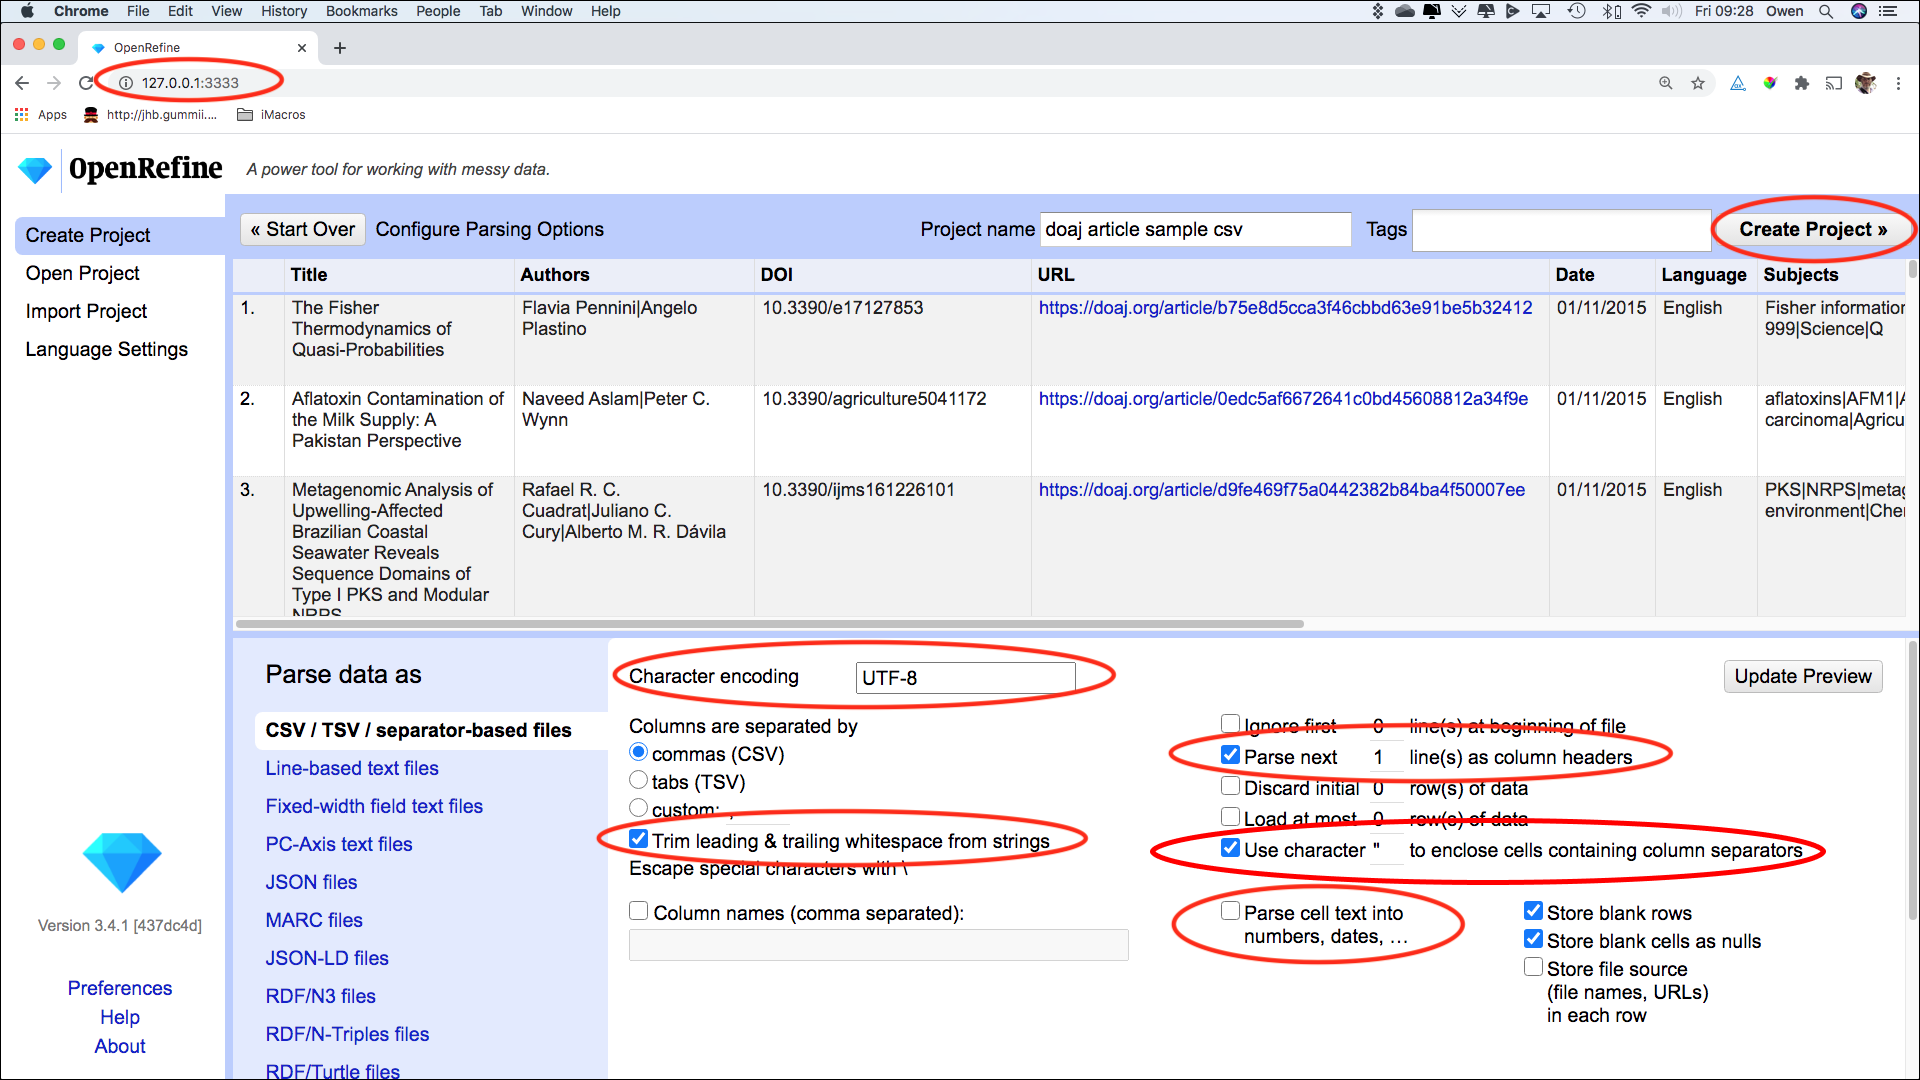 Chrome File Edit View History Bookmarks People Tab Window Help Fri 09:28 Owen
OpenRefine
127.0.0.1:3333
Apps http://jhb.gummii.... iMacros
OpenRefine A power tool for working with messy data.
Create Project
Open Project
Import Project
Language Settings
« Start Over Configure Parsing Options Project name doaj article sample csv Tags Create Project »
Title Authors DOI URL Date Language Subjects
1. The Fisher Flavia Pennini|Angelo 10.3390/e17127853 https://doaj.org/article/b75e8d5cca3f46cbbd63e91be5b32412 01/11/2015 English Fisher information
Thermodynamics of Plastino 999|Science|Q
Quasi-Probabilities
2. Aflatoxin Contamination of Naveed Aslam|Peter C. 10.3390/agriculture5041172 https://doaj.org/article/0edc5af6672641c0bd45608812a34f9e 01/11/2015 English aflatoxins|AFM1|A
the Milk Supply: A Wynn carcinoma|Agricu
Pakistan Perspective
3. Metagenomic Analysis of Rafael R. C. 10.3390/ijms161226101 https://doaj.org/article/d9fe469f75a0442382b84ba4f50007ee 01/11/2015 English PKS|NRPS|metag
Upwelling-Affected Cuadrat|Juliano C. environment|Cher
Brazilian Coastal Cury|Alberto M. R. Dávila
Seawater Reveals
Sequence Domains of
Type I PKS and Modular
NRPS
Parse data as
CSV / TSV / separator-based files
Line-based text files
Fixed-width field text files
PC-Axis text files
JSON files
MARC files
JSON-LD files
RDF/N3 files
RDF/N-Triples files
RDF/Turtle files
Version 3.4.1 [437dc4d]
Preferences
Help
About
Character encoding UTF-8
Update Preview
Columns are separated by
commas (CSV)
tabs (TSV)
custom: ,
Trim leading & trailing whitespace from strings
Escape special characters with \
Column names (comma separated):
Ignore first 0 line(s) at beginning of file
Parse next 1 line(s) as column headers
Discard initial 0 row(s) of data
Load at most 0 row(s) of data
Use character " to enclose cells containing column separators
Parse cell text into
numbers, dates, ...
Store blank rows
Store blank cells as nulls
Store file source
(file names, URLs)
in each row